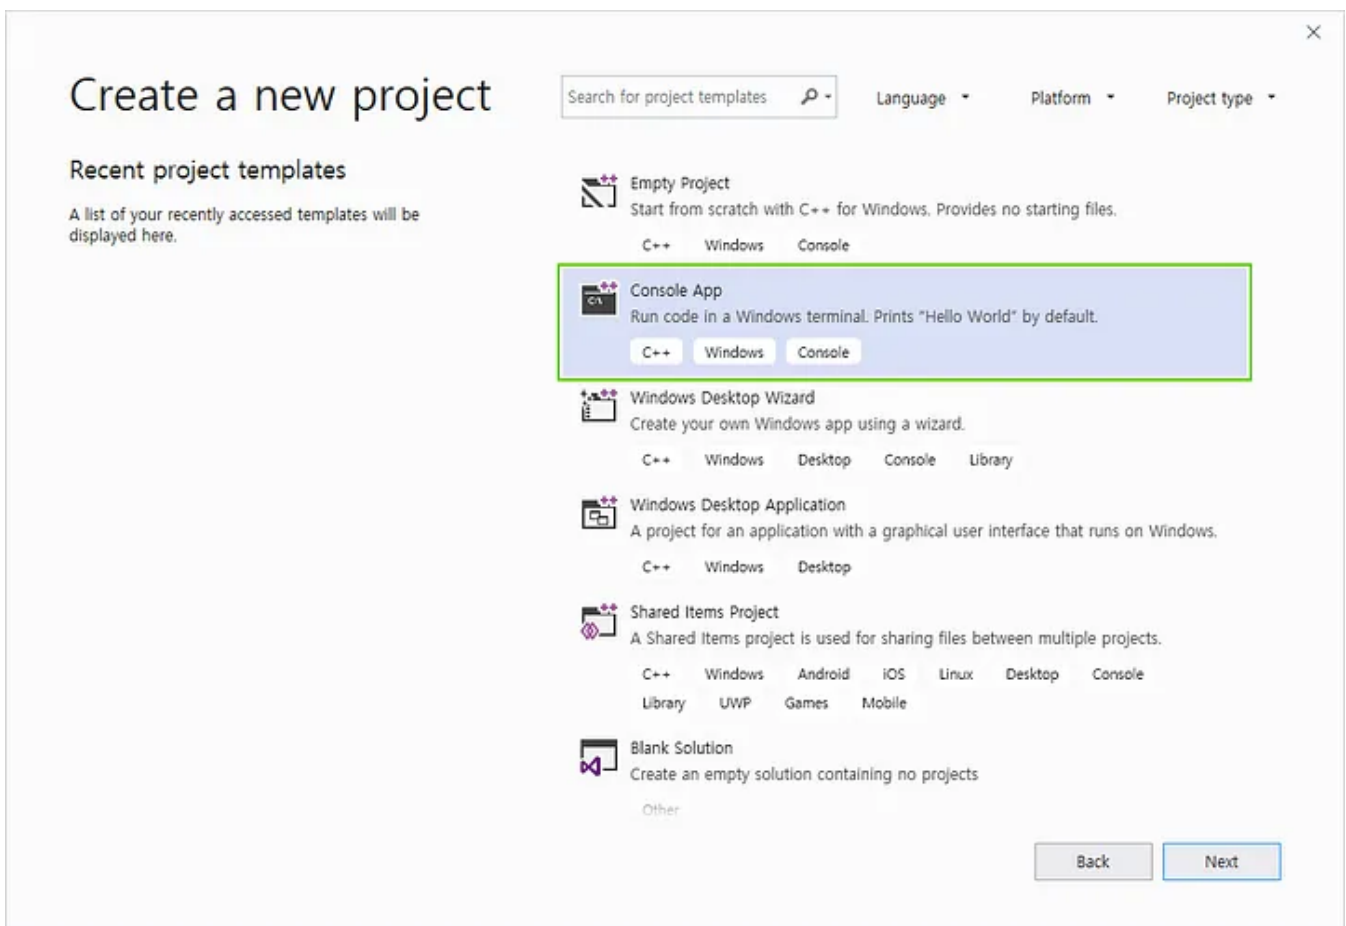 Create a new project
Search for project templates
Language
Platform
Project type
Recent project templates
A list of your recently accessed templates will be
displayed here.
Empty Project
Start from scratch with C++ for Windows. Provides no starting files.
C++ Windows Console
Console App
Run code in a Windows terminal. Prints "Hello World" by default.
C++ Windows Console
Windows Desktop Wizard
Create your own Windows app using a wizard.
C++ Windows Desktop Console Library
Windows Desktop Application
A project for an application with a graphical user interface that runs on Windows.
C++ Windows Desktop
Shared Items Project
A Shared Items project is used for sharing files between multiple projects.
C++ Windows Android iOS Linux Desktop Console
Library UWP Games Mobile
Blank Solution
Create an empty solution containing no projects
Other
Back
Next